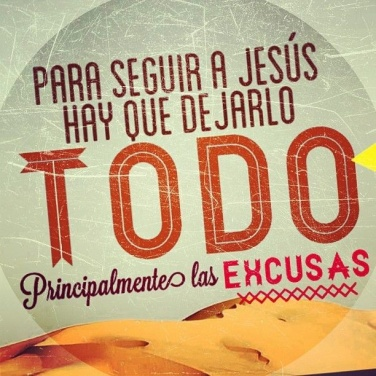 PARA SEGUIR A JESÚS
HAY QUE DEJARLO
TODO
Principalmente las EXCUSAS